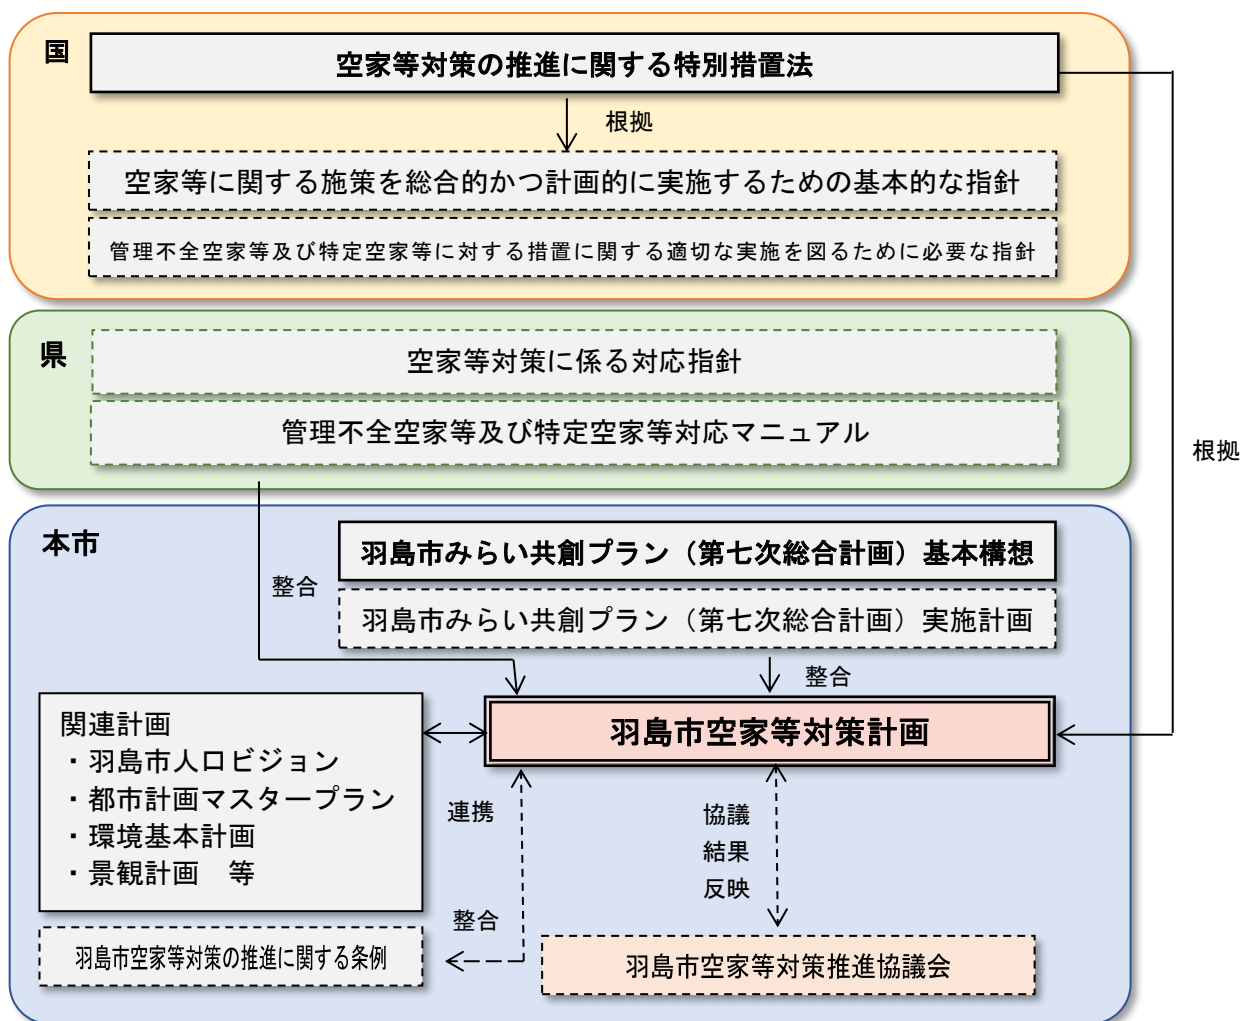 国
空家等対策の推進に関する特別措置法
根拠
空家等に関する施策を総合的かつ計画的に実施するための基本的な指針
管理不全空家等及び特定空家等に対する措置に関する適切な実施を図るために必要な指針
県
空家等対策に係る対応指針
管理不全空家等及び特定空家等対応マニュアル
根拠
本市
羽島市みらい共創プラン（第七次総合計画）基本構想
整合
羽島市みらい共創プラン（第七次総合計画）実施計画
整合
羽島市空家等対策計画
関連計画
・羽島市人口ビジョン
・都市計画マスタープラン
・環境基本計画
・景観計画　等
連携
協議
結果
反映
整合
羽島市空家等対策の推進に関する条例
羽島市空家等対策推進協議会